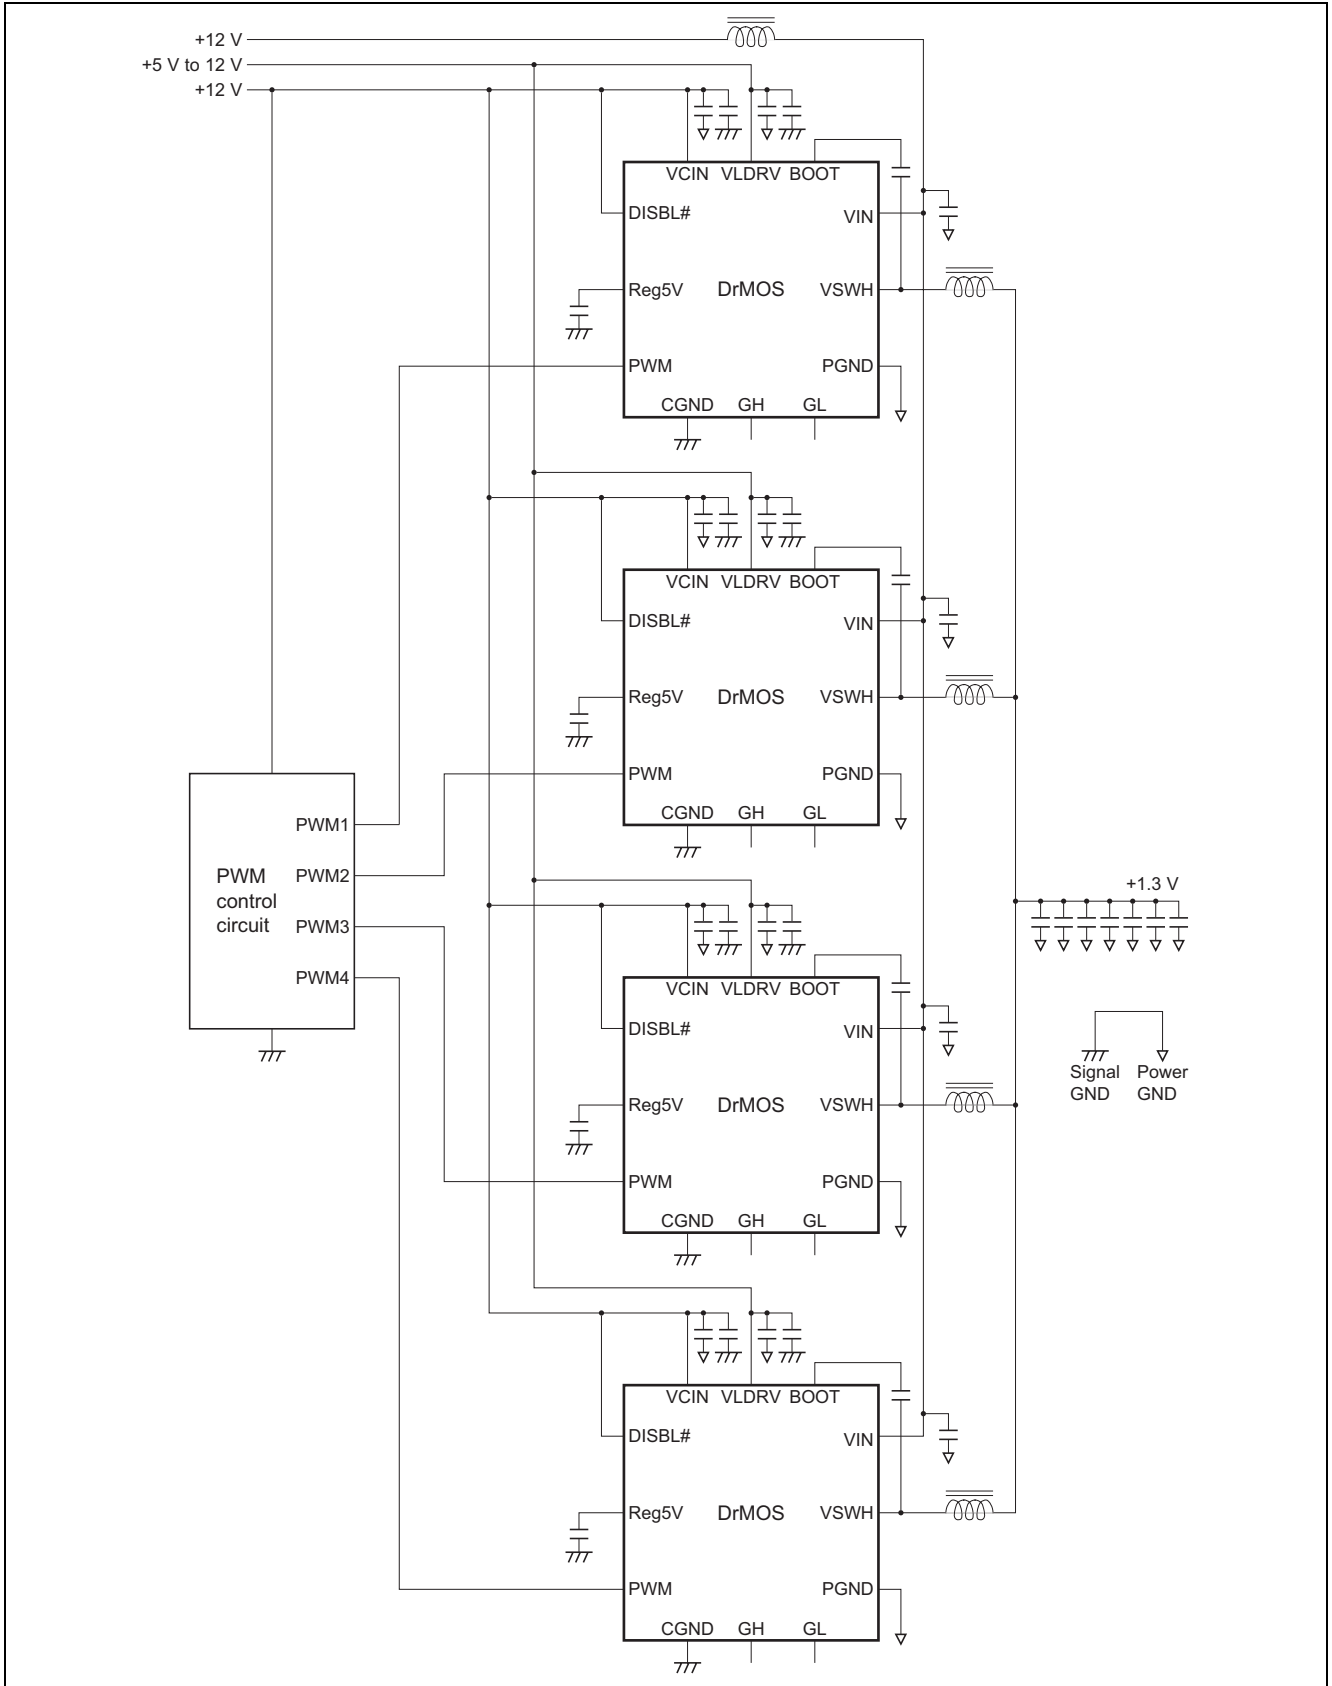 +12 V
+5 V to 12 V
+12 V
VCIN VLDRV BOOT
DISBL# VIN
Reg5V DrMOS VSWH
PWM PGND
CGND GH GL
VCIN VLDRV BOOT
DISBL# VIN
Reg5V DrMOS VSWH
PWM PGND
CGND GH GL
PWM1
PWM2
PWM3
PWM4
PWM
control
circuit
+1.3 V
VCIN VLDRV BOOT
DISBL# VIN
Reg5V DrMOS VSWH
PWM PGND
CGND GH GL
Signal
GND
Power
GND
VCIN VLDRV BOOT
DISBL# VIN
Reg5V DrMOS VSWH
PWM PGND
CGND GH GL